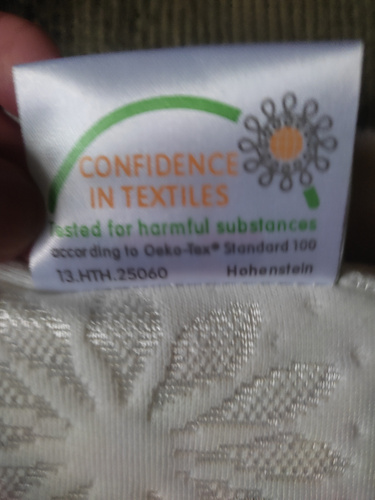 CONFIDENCE
IN TEXTILES
Tested for harmful substances
according to Oeko-Tex® Standard 100
13.HTH.25060 Hohenstein